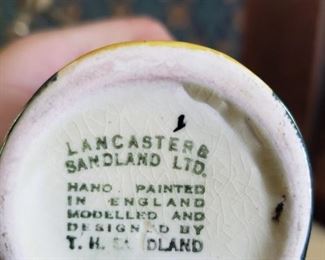 LANCASTER &
SANDLAND LTD.
HAND PAINTED
IN ENGLAND
MODELLED AND
DESIGNED BY
T. H. SANDLAND